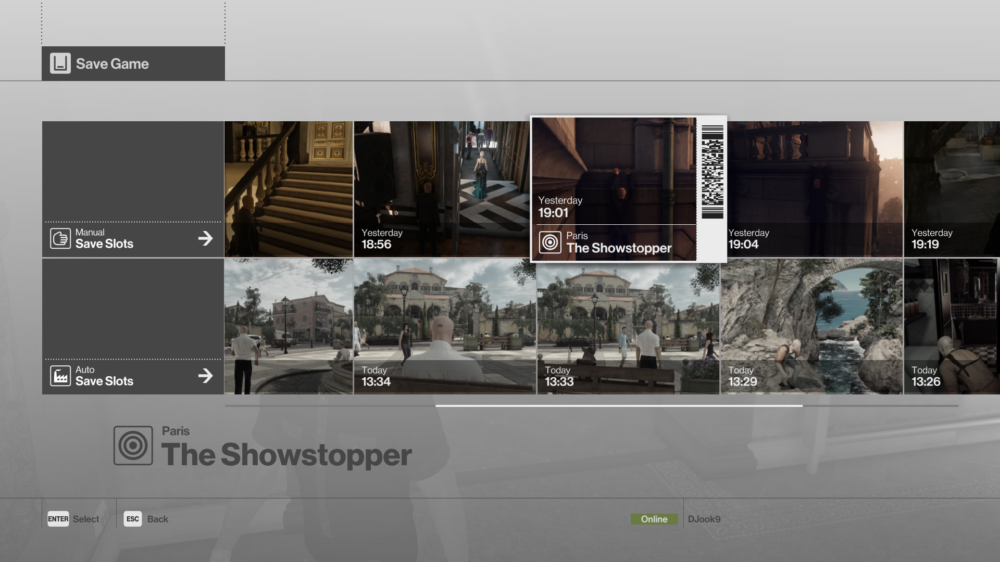 Save Game
Manual
Save Slots
Yesterday
18:56
Yesterday
19:01
Paris
The Showstopper
Yesterday
19:04
Yesterday
19:19
Auto
Save Slots
Today
13:34
Today
13:33
Today
13:29
Today
13:26
Paris
The Showstopper
ENTER Select
ESC Back
Online
DJook9